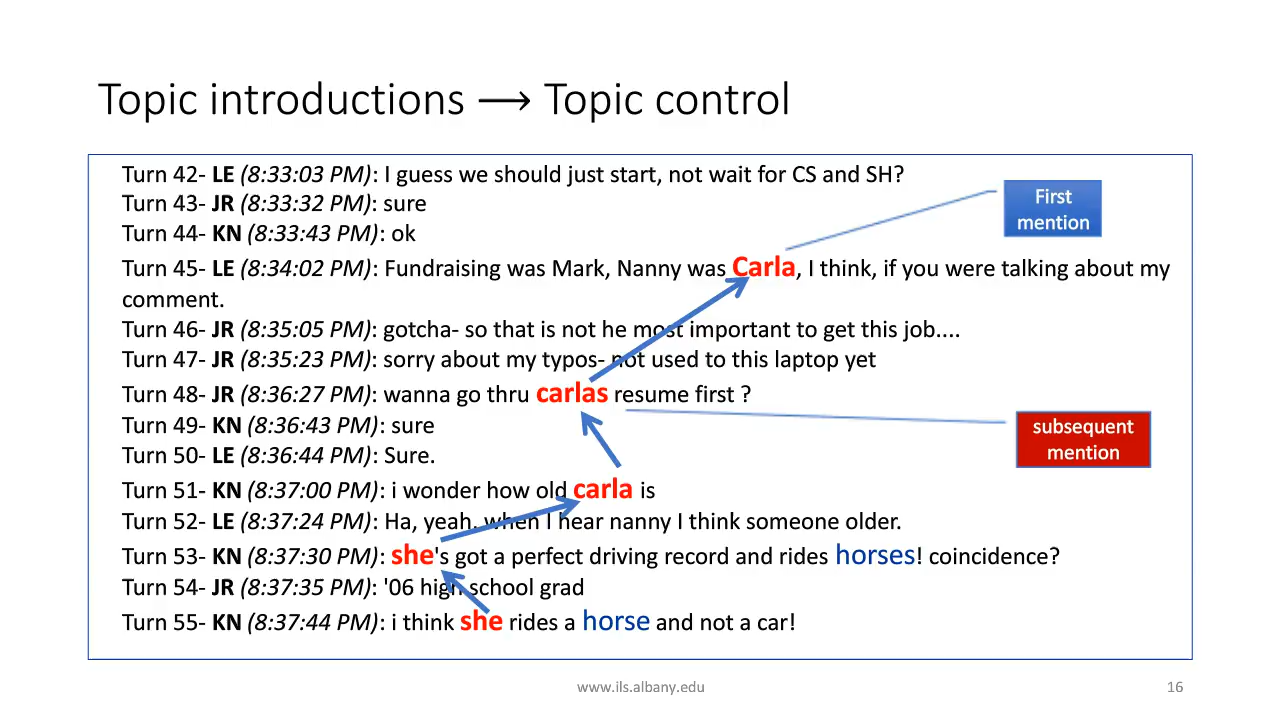 Topic introductions ⟶ Topic control
Turn 42- LE (8:33:03 PM): I guess we should just start, not wait for CS and SH?
Turn 43- JR (8:33:32 PM): sure
Turn 44- KN (8:33:43 PM): ok
First
mention
Turn 45- LE (8:34:02 PM): Fundraising was Mark, Nanny was Carla, I think, if you were talking about my
comment.
Turn 46- JR (8:35:05 PM): gotcha- so that is not he most important to get this job....
Turn 47- JR (8:35:23 PM): sorry about my typos- not used to this laptop yet
Turn 48- JR (8:36:27 PM): wanna go thru carlas resume first ?
Turn 49- KN (8:36:43 PM): sure
Turn 50- LE (8:36:44 PM): Sure.
subsequent
mention
Turn 51- KN (8:37:00 PM): i wonder how old carla is
Turn 52- LE (8:37:24 PM): Ha, yeah, when I hear nanny I think someone older.
Turn 53- KN (8:37:30 PM): she's got a perfect driving record and rides horses! coincidence?
Turn 54- JR (8:37:35 PM): '06 high school grad
Turn 55- KN (8:37:44 PM): i think she rides a horse and not a car!
www.ils.albany.edu
16